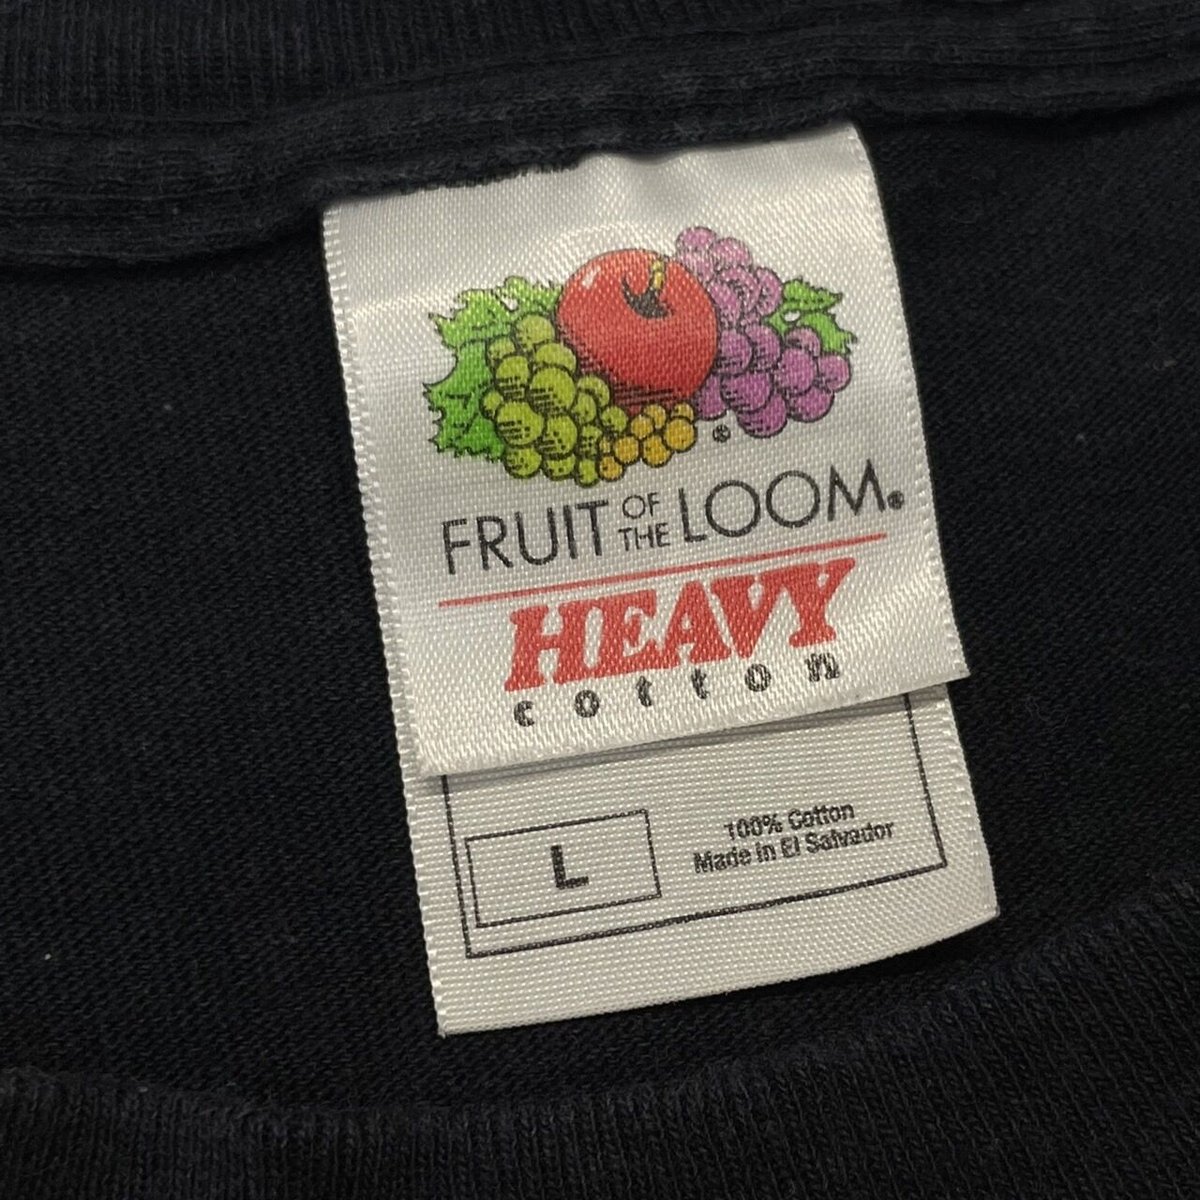 ®
FRUIT OF THE LOOM®
HEAVY
cotton
L
100% Cotton
Made in El Salvador